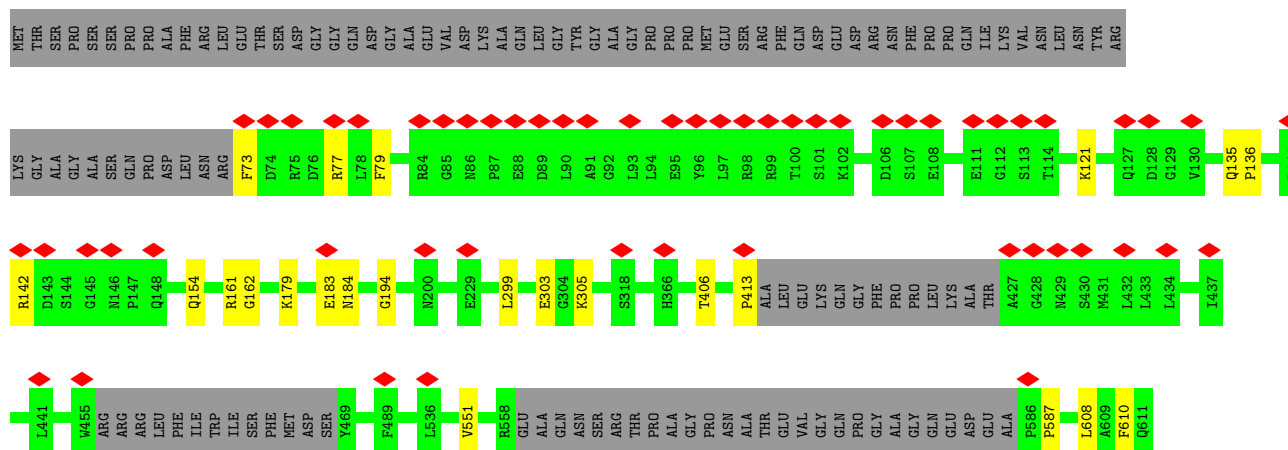 MET THR SER PRO SER SER PRO PRO ALA PHE ARG LEU GLU THR SER ASP GLY GLY GLN ASP GLY ALA GLU VAL ASP LYS ALA GLN LEU GLY TYR GLY ALA GLY PRO PRO PRO MET GLU SER ARG PHE GLN ASP GLU ASP ARG ASN PHE PRO PRO GLN ILE LYS VAL ASN LEU ASN TYR ARG
LYS GLY ALA GLY ALA SER GLN PRO ASP LEU ASN ARG F73 D74 R75 D76 R77 L78 F79 R84 G85 N86 P87 E88 D89 L90 A91 G92 L93 L94 E95 Y96 L97 R98 R99 T100 S101 K102 D106 S107 E108 E111 G112 S113 T114 K121 Q127 D128 G129 V130 Q135 P136
R142 D143 S144 G145 N146 P147 Q148 Q154 R161 G162 K179 E183 N184 G194 N200 E229 L299 E303 G304 K305 S318 H366 T406 P413 ALA LEU GLU LYS GLN GLY PHE PRO PRO LEU LYS ALA THR A427 G428 N429 S430 M431 L432 L433 L434 I437
L441 W455 ARG ARG ARG LEU PHE ILE TRP ILE SER PHE MET ASP SER Y469 F489 L536 V551 R558 GLU ALA GLN ASN SER ARG THR PRO ALA GLY PRO ASN ALA THR GLU VAL GLY GLN PRO GLY ALA ALA GLY GLN GLU ASP GLU ALA P586 P587 L608 A609 F610 Q611